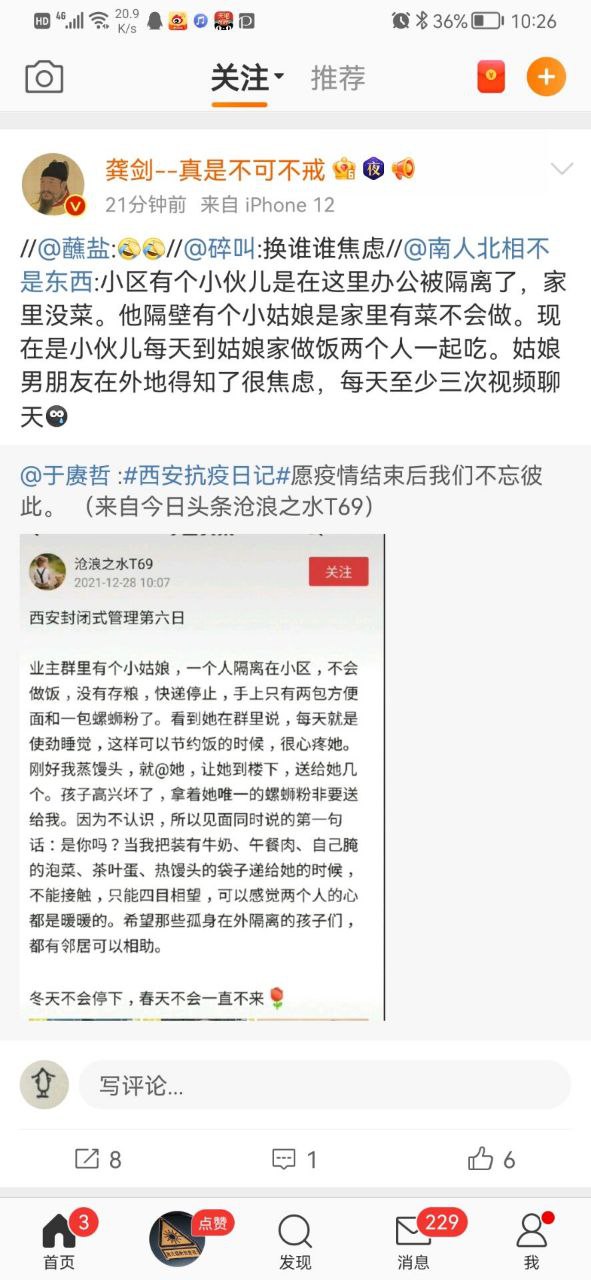 HD 4G 20.9 K/s 36% 10:26
关注 推荐
龚剑--真是不可不戒
21分钟前 来自 iPhone 12
//@蘸盐://@碎叫:换谁谁焦虑//@南人北相不
是东西:小区有个小伙儿是在这里办公被隔离了，家
里没菜。他隔壁有个小姑娘是家里有菜不会做。现
在是小伙儿每天到姑娘家做饭两个人一起吃。姑娘
男朋友在外地得知了很焦虑，每天至少三次视频聊
天
@于赓哲 :#西安抗疫日记#愿疫情结束后我们不忘彼
此。（来自今日头条沧浪之水T69）
沧浪之水T69
关注
2021-12-28 10:07
西安封闭式管理第六日
业主群里有个小姑娘，一个人隔离在小区，不会
做饭，没有存粮，快递停止，手上只有两包方便
面和一包螺蛳粉了。看到她在群里说，每天就是
使劲睡觉，这样可以节约饭的时候，很心疼她。
刚好我蒸馒头，就@她，让她到楼下，送给她几
个。孩子高兴坏了，拿着她唯一的螺蛳粉非要送
给我。因为不认识，所以见面同时说的第一句
话：是你吗？当我把装有牛奶、午餐肉、自己腌
的泡菜、茶叶蛋、热馒头的袋子递给她的时候，
不能接触，只能四目相望，可以感觉两个人的心
都是暖暖的。希望那些孤身在外隔离的孩子们，
都有邻居可以相助。
冬天不会停下，春天不会一直不来
写评论...
8 1 6
3 点赞 229
首页 发现 消息 我